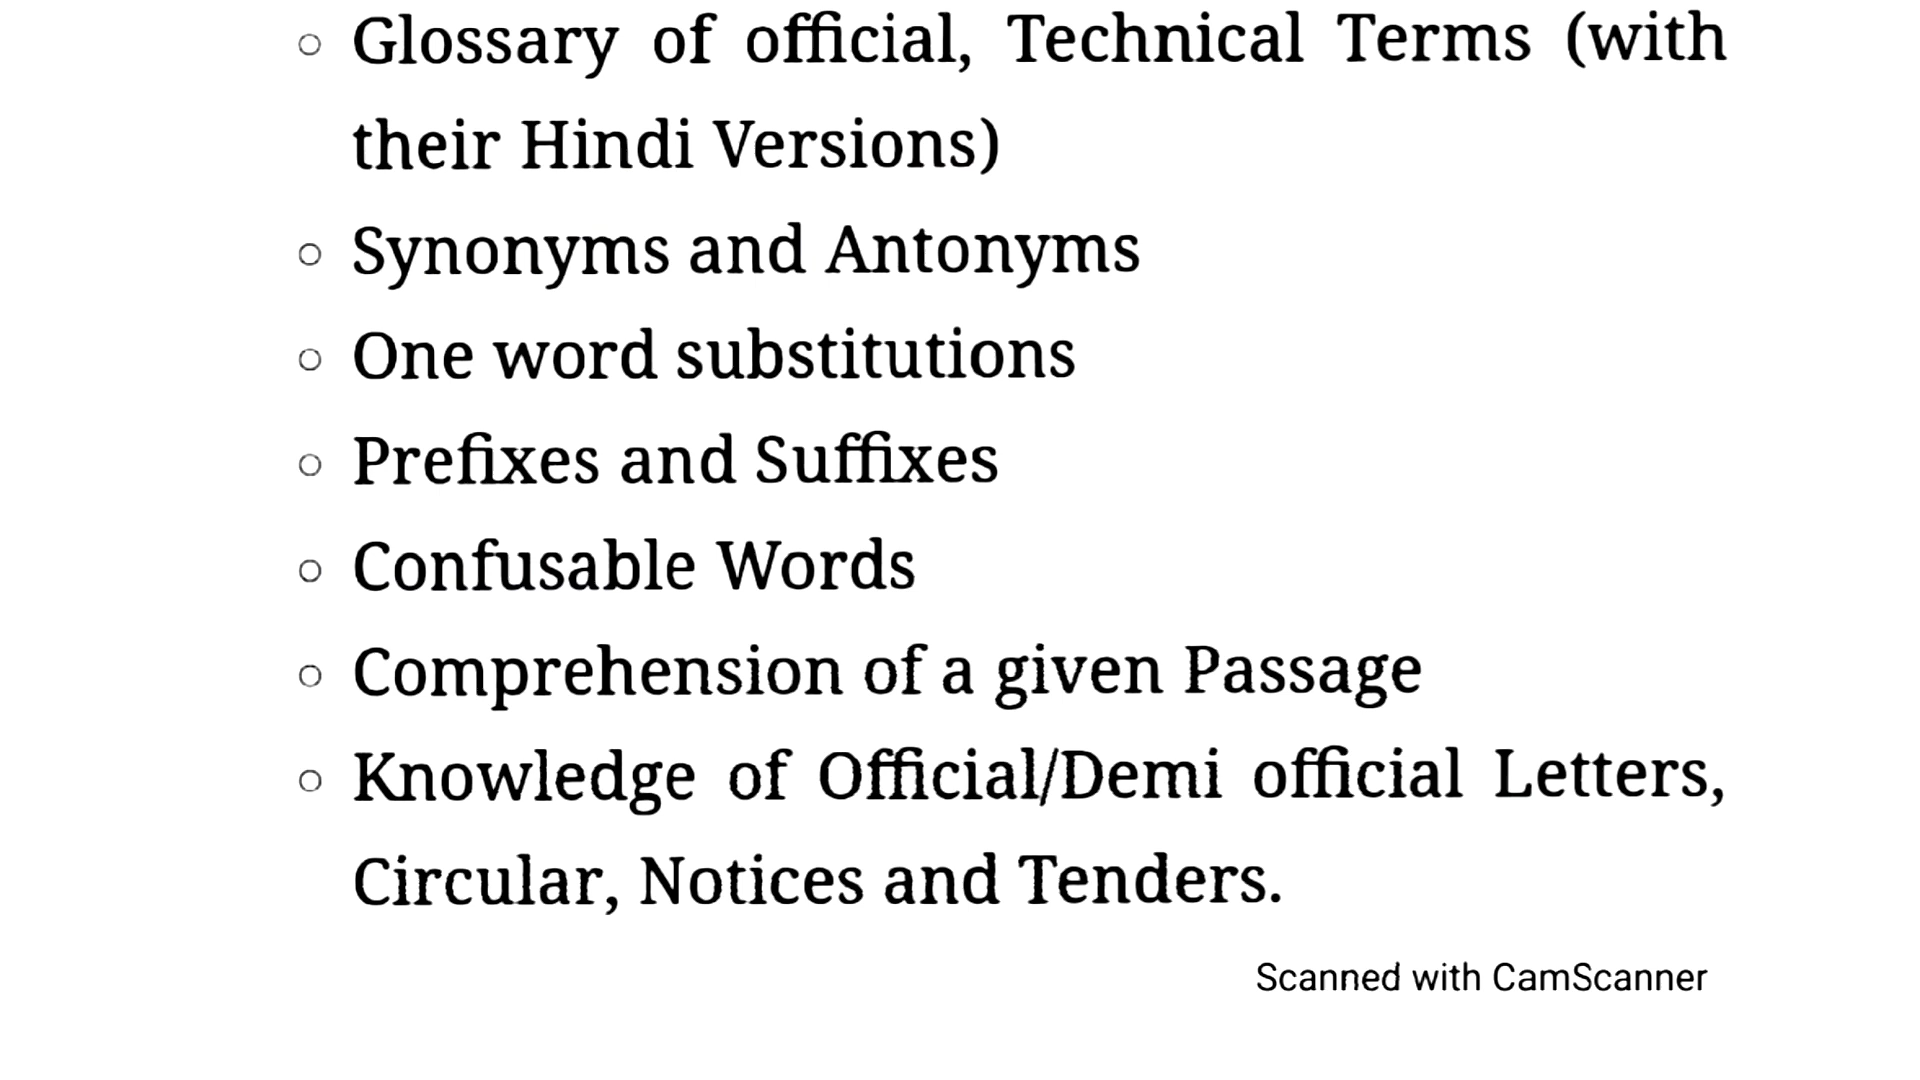 ○ Glossary of official, Technical Terms (with
their Hindi Versions)
○ Synonyms and Antonyms
○ One word substitutions
○ Prefixes and Suffixes
○ Confusable Words
○ Comprehension of a given Passage
○ Knowledge of Official/Demi official Letters,
Circular, Notices and Tenders.
Scanned with CamScanner